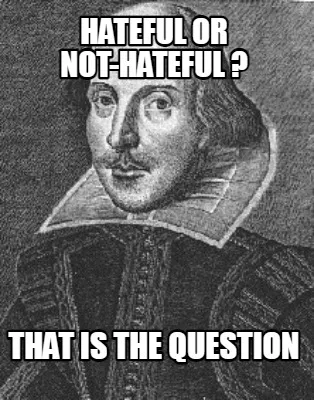 HATEFUL OR
NOT-HATEFUL ?
THAT IS THE QUESTION